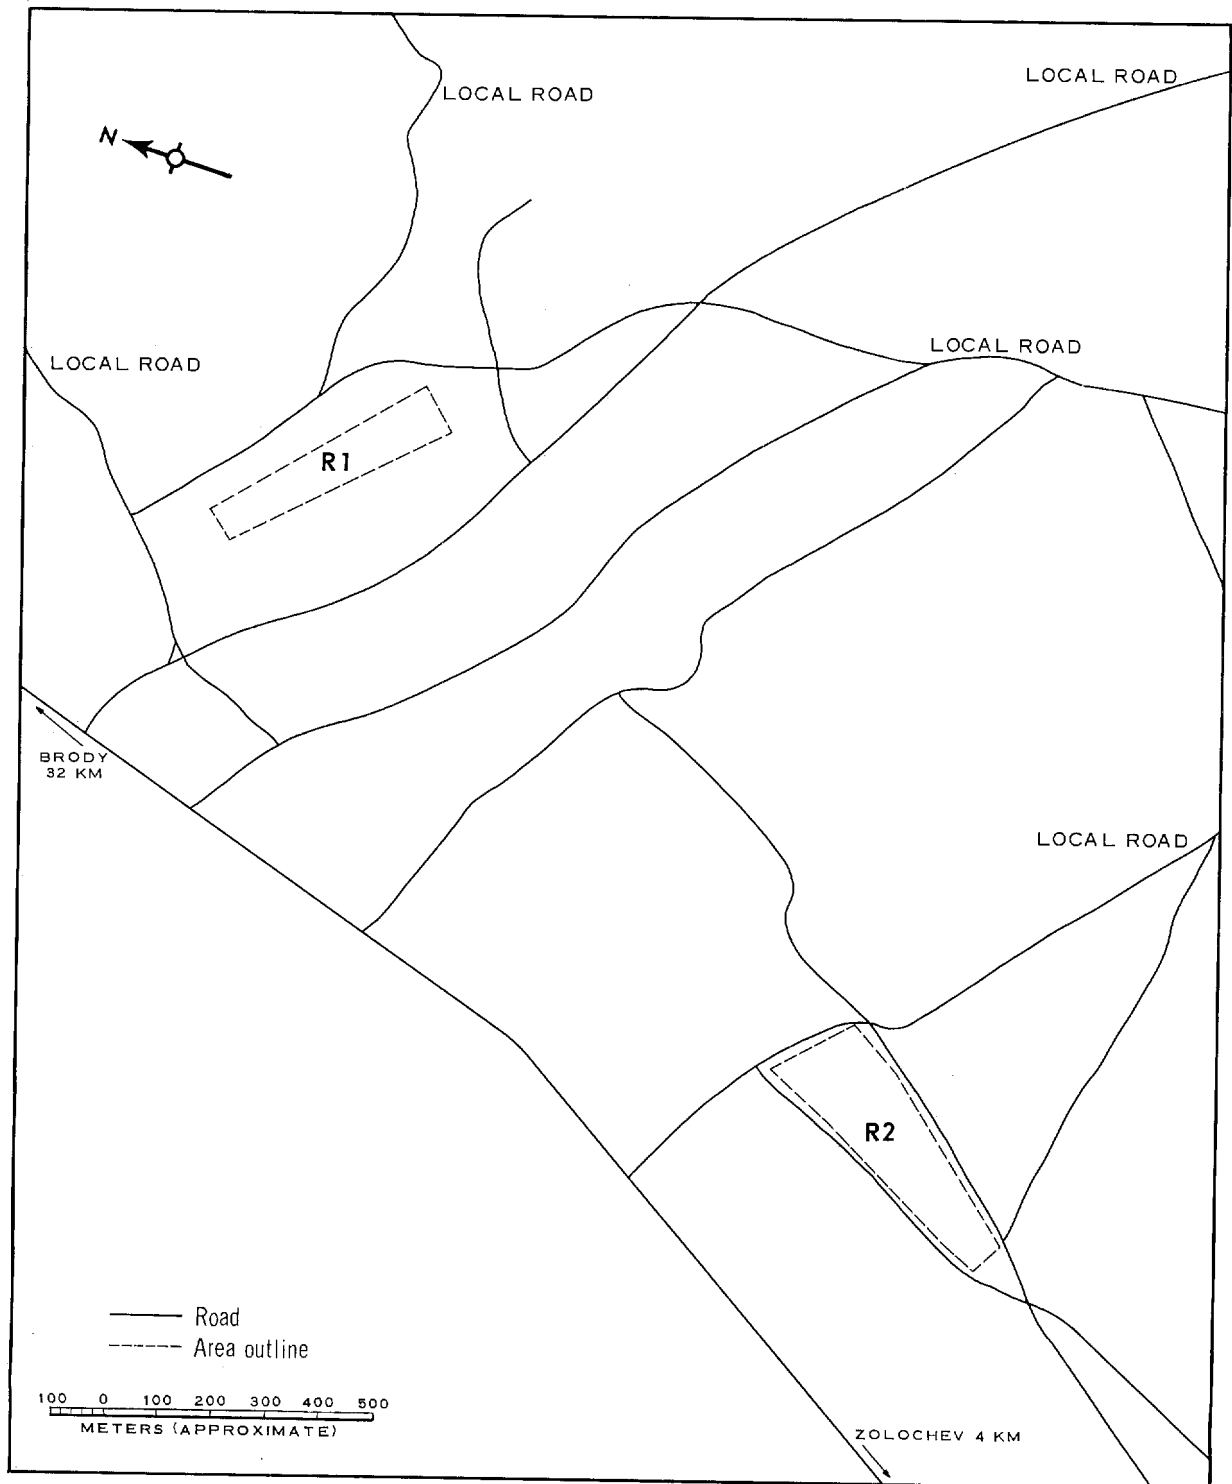 LOCAL ROAD
LOCAL ROAD
N
LOCAL ROAD
LOCAL ROAD
R1
BRODY
32 KM
LOCAL ROAD
R2
Road
Area outline
100 0 100 200 300 400 500
METERS (APPROXIMATE)
ZOLOCHEV 4 KM